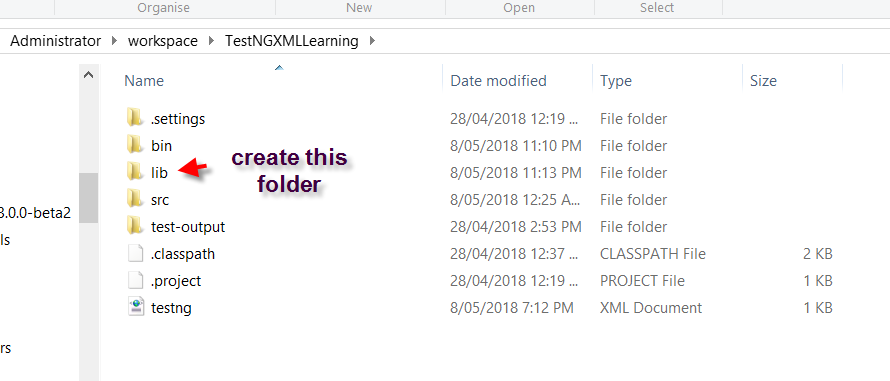 Organise New Open Select
Administrator workspace TestNGXMLLearning
Name Date modified Type Size
.settings 28/04/2018 12:19 ... File folder
bin 8/05/2018 11:10 PM File folder
lib 8/05/2018 11:13 PM File folder
create this
folder
src 8/05/2018 12:25 A... File folder
3.0.0-beta2
test-output 28/04/2018 2:53 PM File folder
ls
.classpath 28/04/2018 12:37 ... CLASSPATH File 2 KB
.project 28/04/2018 12:19 ... PROJECT File 1 KB
testng 8/05/2018 7:12 PM XML Document 1 KB
rs